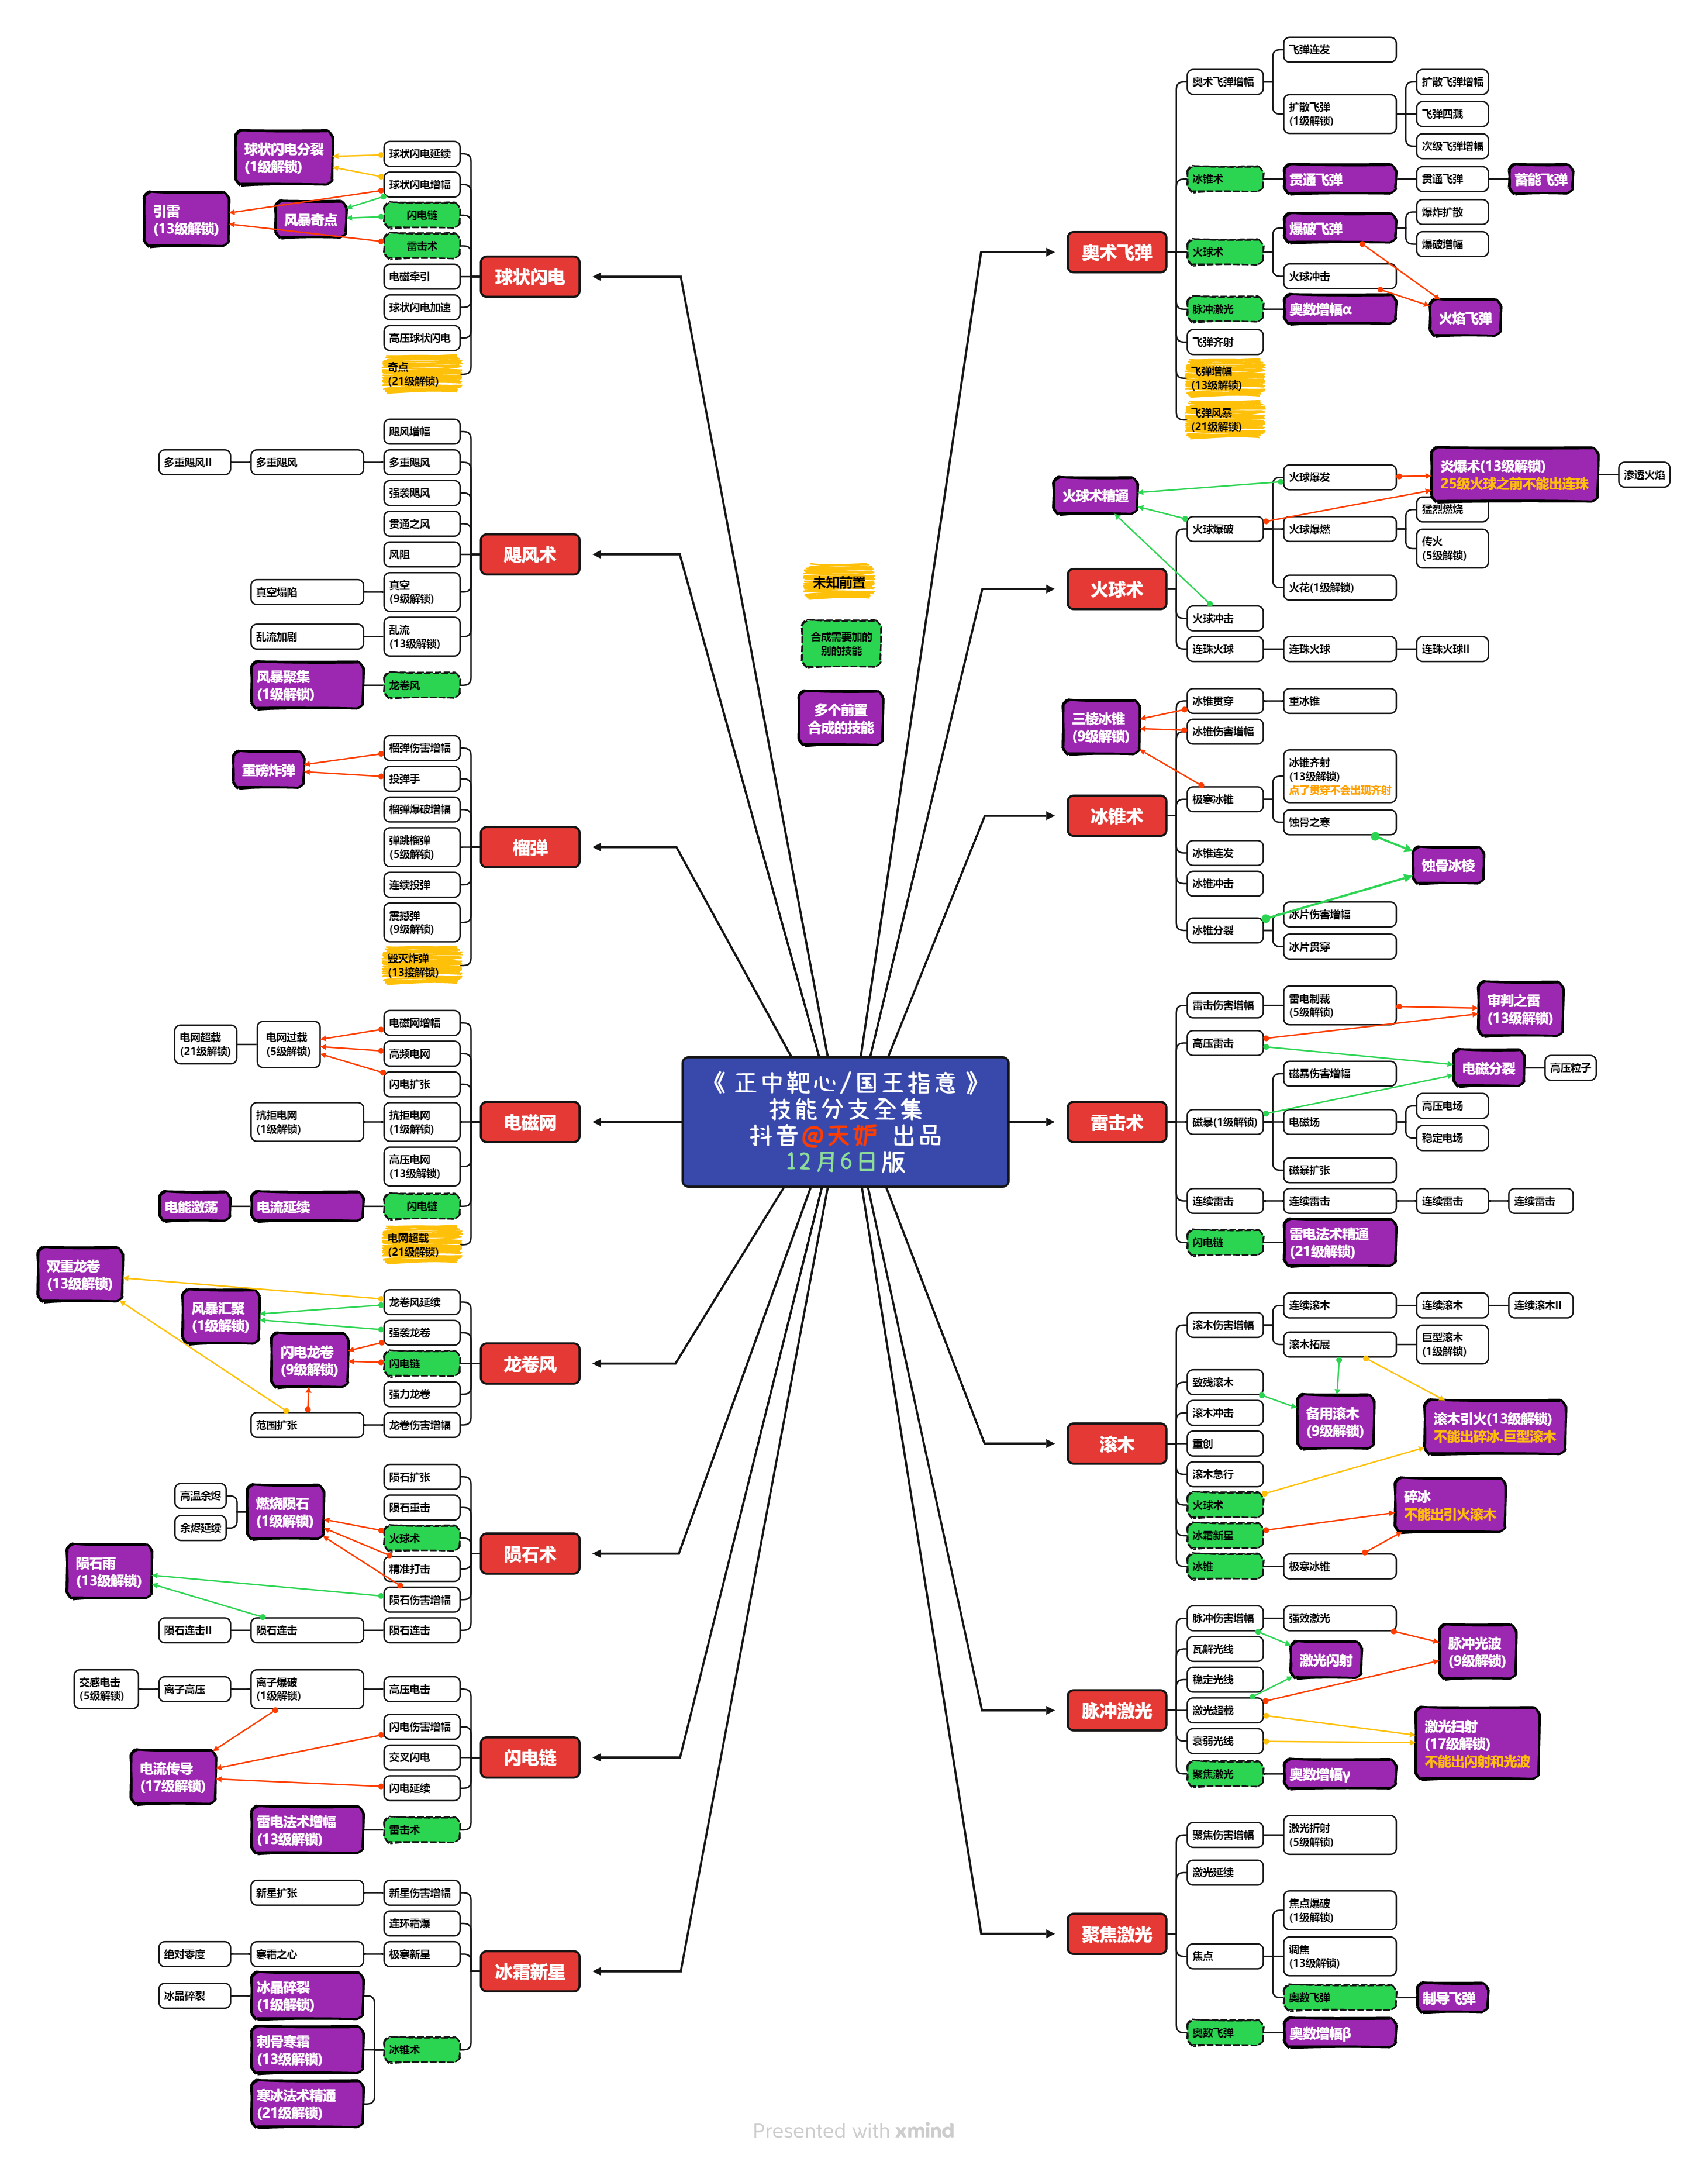 《 正中靶心/国王指意 》
技能分支全集
抖音@天妒 出品
12月6日版
未知前置
合成需要加的
别的技能
多个前置
合成的技能
球状闪电
球状闪电分裂
(1级解锁)
引雷
(13级解锁)
风暴奇点
球状闪电延续
球状闪电增幅
闪电链
雷击术
电磁牵引
球状闪电加速
高压球状闪电
奇点
(21级解锁)
飓风术
飓风增幅
多重飓风II
多重飓风
多重飓风
强袭飓风
贯通之风
风阻
真空塌陷
真空
(9级解锁)
乱流加剧
乱流
(13级解锁)
风暴聚集
(1级解锁)
龙卷风
榴弹
重磅炸弹
榴弹伤害增幅
投弹手
榴弹爆破增幅
弹跳榴弹
(5级解锁)
连续投弹
震撼弹
(9级解锁)
毁灭炸弹
(13接解锁)
电磁网
电网超载
(21级解锁)
电网过载
(5级解锁)
电磁网增幅
高频电网
闪电扩张
抗拒电网
(1级解锁)
抗拒电网
(1级解锁)
高压电网
(13级解锁)
电能激荡
电流延续
闪电链
电网超载
(21级解锁)
龙卷风
双重龙卷
(13级解锁)
风暴汇聚
(1级解锁)
闪电龙卷
(9级解锁)
龙卷风延续
强袭龙卷
闪电链
强力龙卷
范围扩张
龙卷伤害增幅
陨石术
陨石扩张
陨石重击
高温余烬
余烬延续
燃烧陨石
(1级解锁)
火球术
精准打击
陨石雨
(13级解锁)
陨石伤害增幅
陨石连击II
陨石连击
陨石连击
闪电链
交感电击
(5级解锁)
离子高压
离子爆破
(1级解锁)
高压电击
闪电伤害增幅
交叉闪电
电流传导
(17级解锁)
闪电延续
雷电法术增幅
(13级解锁)
雷击术
冰霜新星
新星扩张
新星伤害增幅
连环霜爆
绝对零度
寒霜之心
极寒新星
冰晶碎裂
冰晶碎裂
(1级解锁)
刺骨寒霜
(13级解锁)
寒冰法术精通
(21级解锁)
冰锥术
奥术飞弹
奥术飞弹增幅
飞弹连发
扩散飞弹
(1级解锁)
扩散飞弹增幅
飞弹四溅
次级飞弹增幅
冰锥术
贯通飞弹
贯通飞弹
蓄能飞弹
火球术
爆破飞弹
爆炸扩散
爆破增幅
火球冲击
火焰飞弹
脉冲激光
奥数增幅α
飞弹齐射
飞弹增幅
(13级解锁)
飞弹风暴
(21级解锁)
火球术
火球术精通
火球爆破
火球爆发
炎爆术(13级解锁)
25级火球之前不能出连珠
渗透火焰
火球爆燃
猛烈燃烧
传火
(5级解锁)
火花(1级解锁)
火球冲击
连珠火球
连珠火球
连珠火球II
冰锥术
三棱冰锥
(9级解锁)
冰锥贯穿
重冰锥
冰锥伤害增幅
极寒冰锥
冰锥齐射
(13级解锁)
点了贯穿不会出现齐射
蚀骨之寒
蚀骨冰棱
冰锥连发
冰锥冲击
冰锥分裂
冰片伤害增幅
冰片贯穿
雷击术
雷击伤害增幅
雷电制裁
(5级解锁)
审判之雷
(13级解锁)
高压雷击
电磁分裂
高压粒子
磁暴(1级解锁)
磁暴伤害增幅
电磁场
高压电场
稳定电场
磁暴扩张
连续雷击
连续雷击
连续雷击
连续雷击
闪电链
雷电法术精通
(21级解锁)
滚木
滚木伤害增幅
连续滚木
连续滚木
连续滚木II
滚木拓展
巨型滚木
(1级解锁)
致残滚木
备用滚木
(9级解锁)
滚木冲击
重创
滚木急行
滚木引火(13级解锁)
不能出碎冰.巨型滚木
火球术
冰霜新星
碎冰
不能出引火滚木
冰锥
极寒冰锥
脉冲激光
脉冲伤害增幅
强效激光
瓦解光线
激光闪射
脉冲光波
(9级解锁)
稳定光线
激光超载
衰弱光线
激光扫射
(17级解锁)
不能出闪射和光波
聚焦激光
奥数增幅γ
聚焦激光
聚焦伤害增幅
激光折射
(5级解锁)
激光延续
焦点
焦点爆破
(1级解锁)
调焦
(13级解锁)
奥数飞弹
制导飞弹
奥数飞弹
奥数增幅β
Presented with xmind